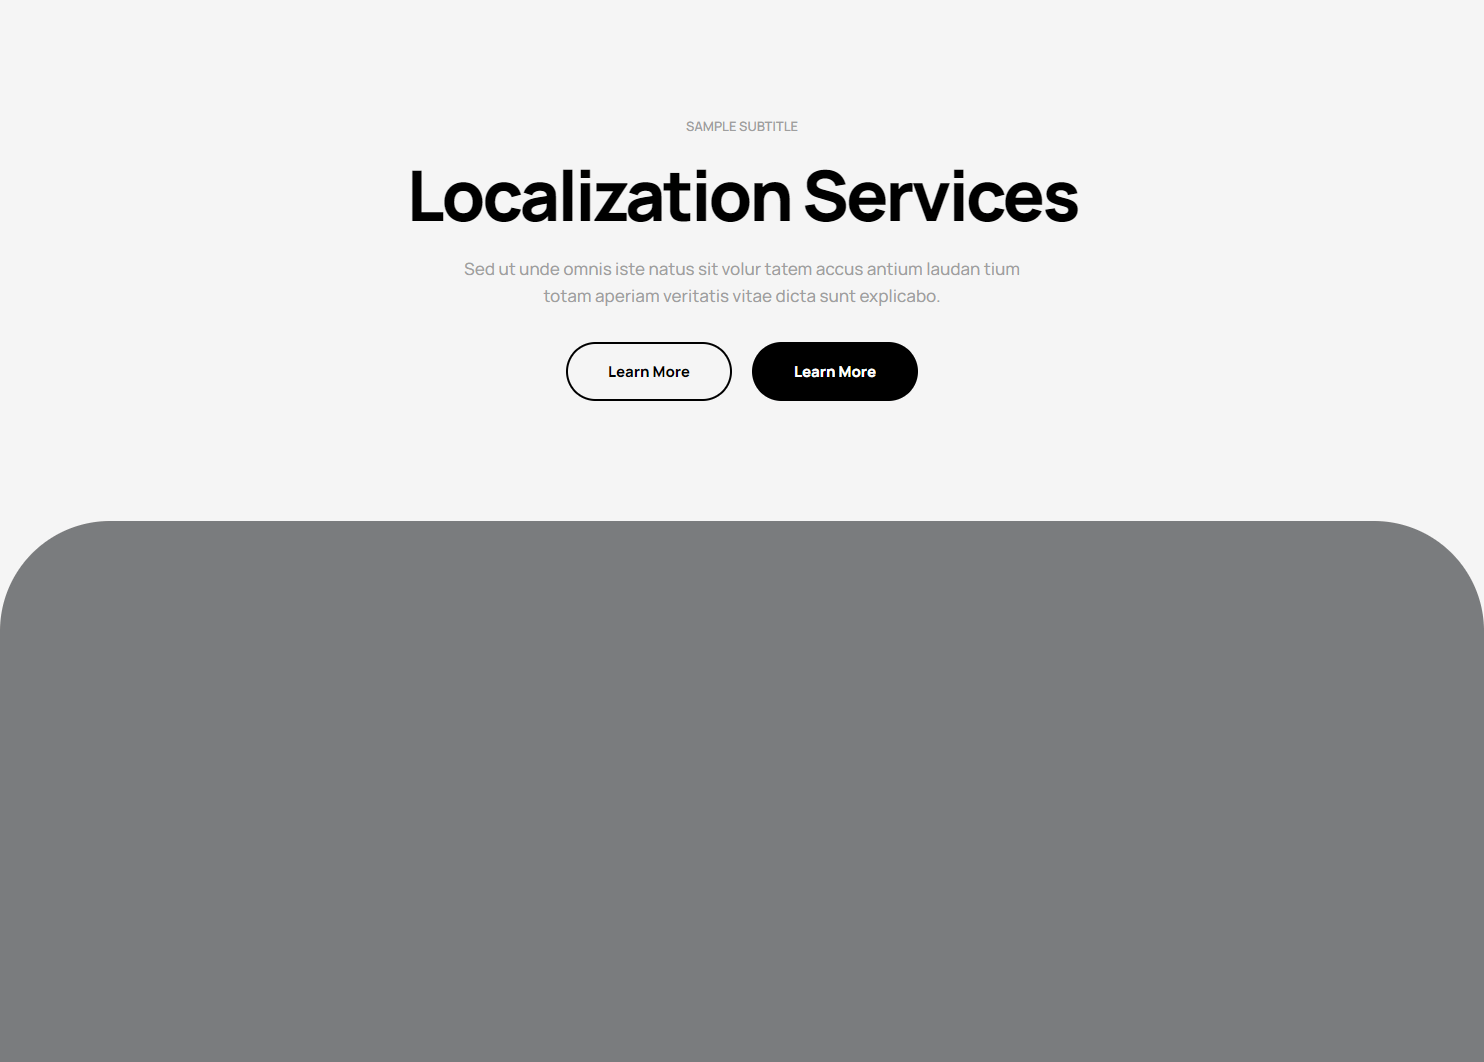 SAMPLE SUBTITLE
Localization Services
Sed ut unde omnis iste natus sit volur tatem accus antium laudan tium
totam aperiam veritatis vitae dicta sunt explicabo.
Learn More
Learn More